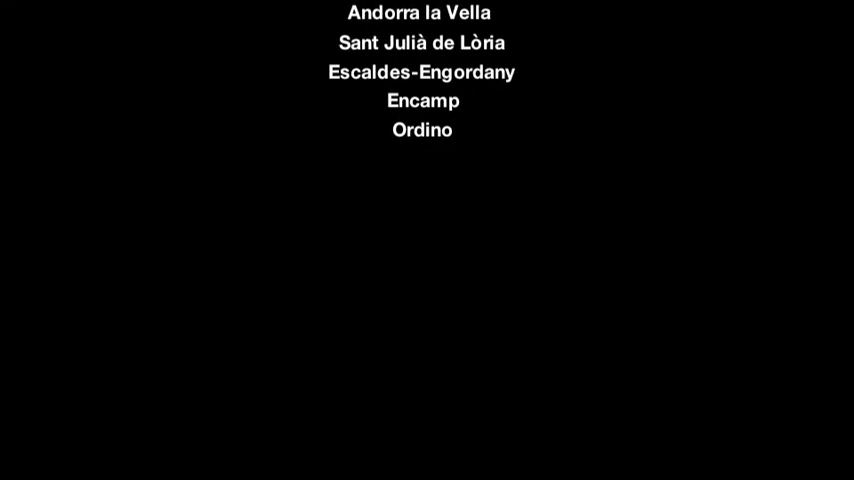 Andorra la Vella
Sant Julià de Lòria
Escaldes-Engordany
Encamp
Ordino